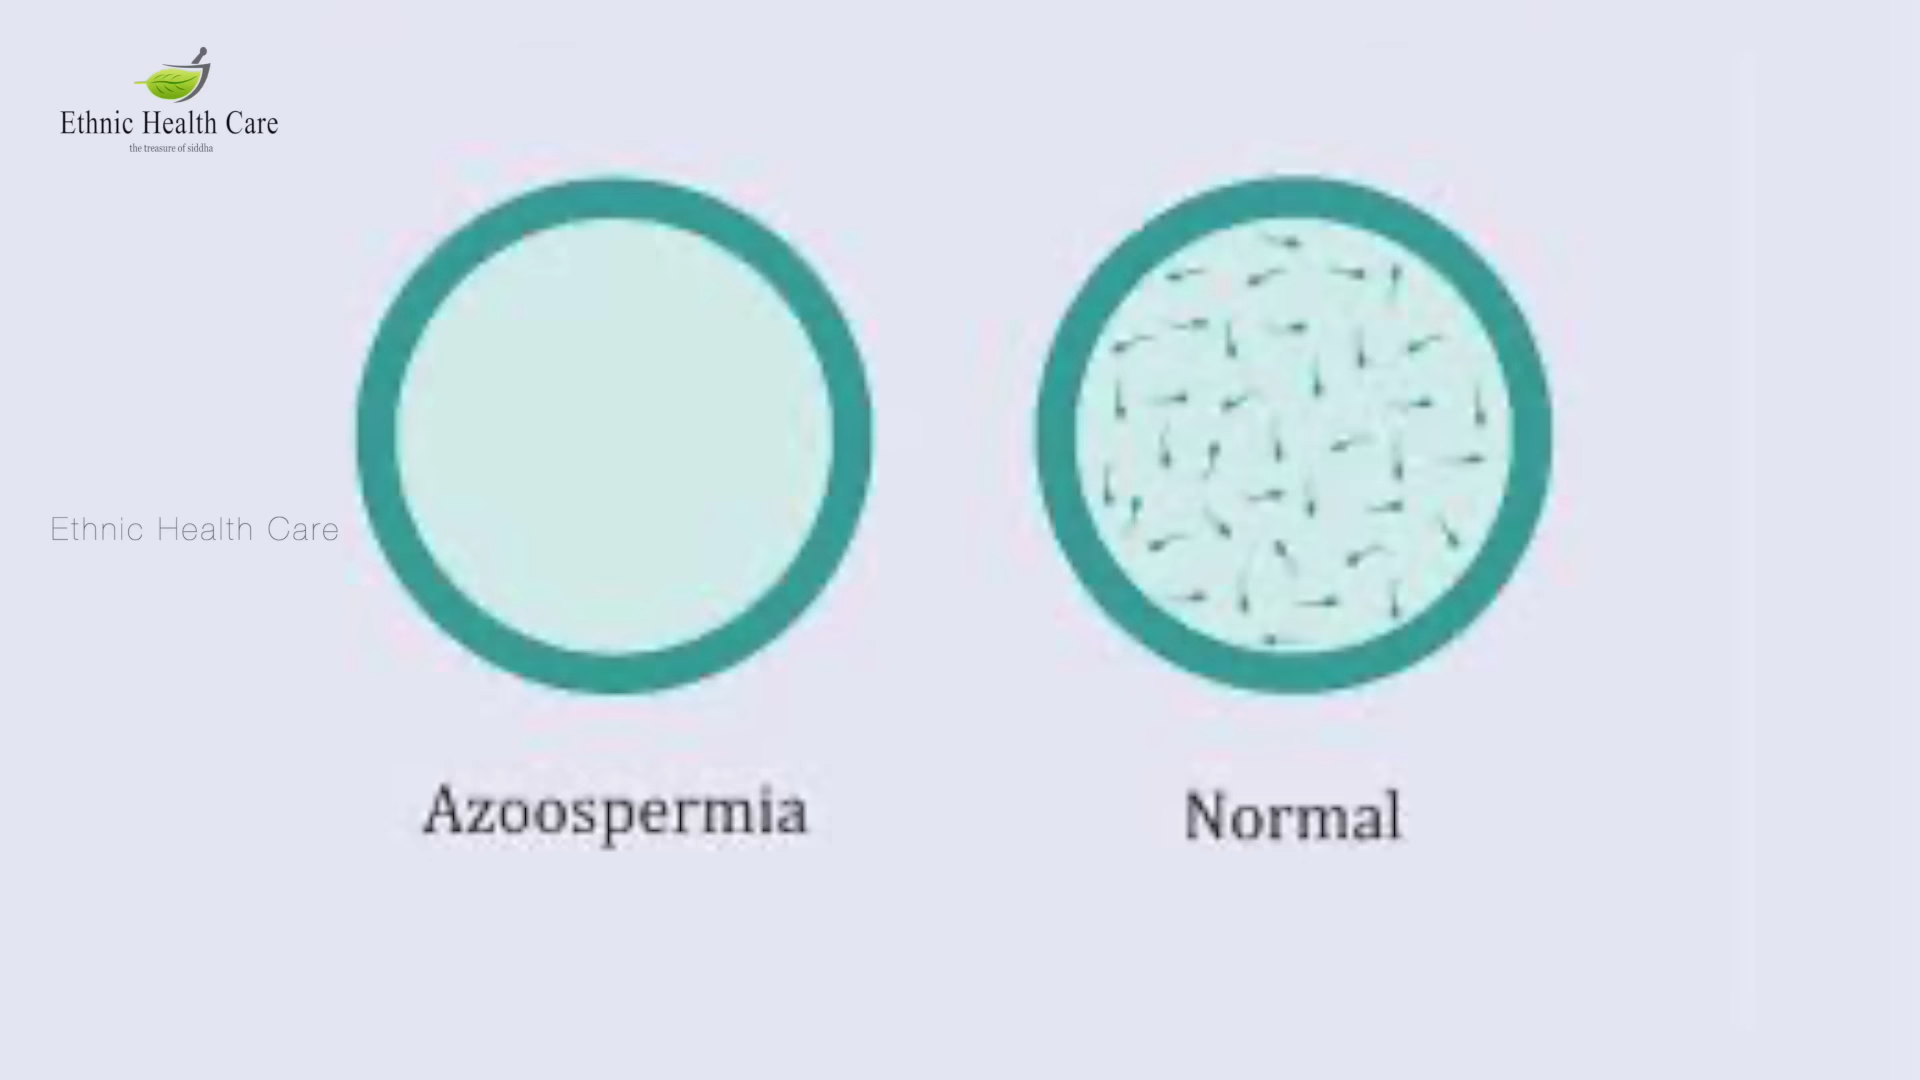 Ethnic Health Care
the treasure of siddha
Ethnic Health Care
Azoospermia
Normal